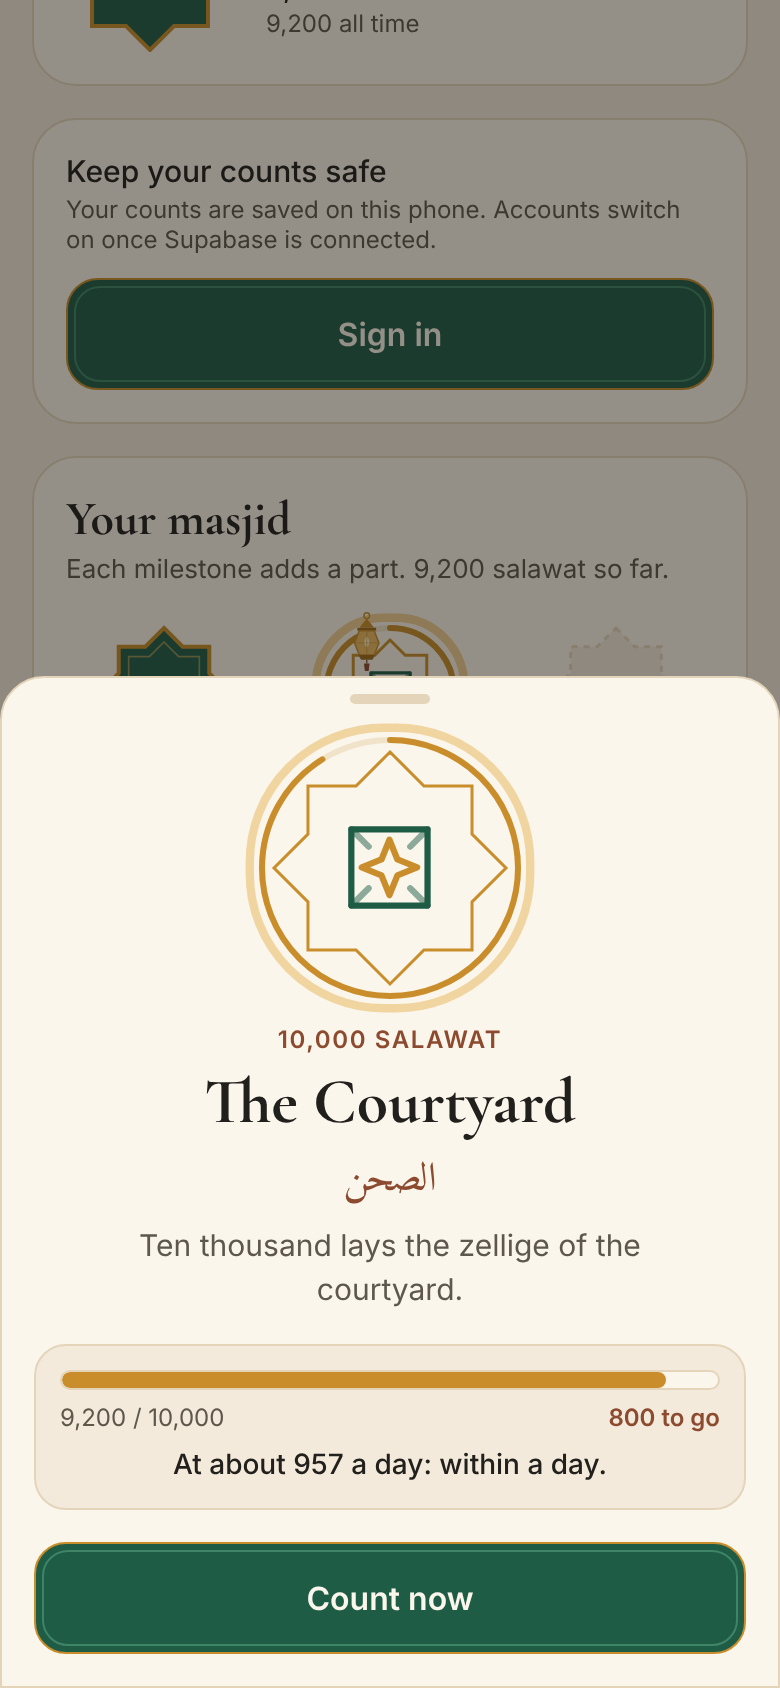 9,200 all time
Keep your counts safe
Your counts are saved on this phone. Accounts switch
on once Supabase is connected.
Sign in
Your masjid
Each milestone adds a part. 9,200 salawat so far.
10,000 SALAWAT
The Courtyard
الصحن
Ten thousand lays the zellige of the
courtyard.
9,200 / 10,000
800 to go
At about 957 a day: within a day.
Count now